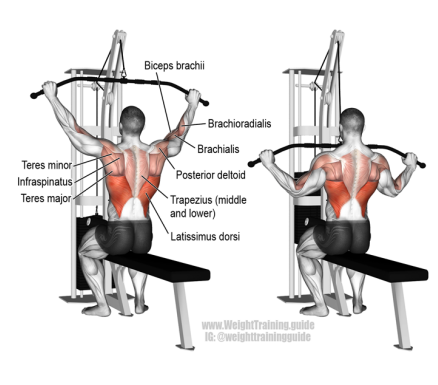 Biceps brachii
Brachioradialis
Brachialis
Teres minor
Infraspinatus
Teres major
Posterior deltoid
Trapezius (middle
and lower)
Latissimus dorsi
www.WeightTraining.guide
IG: @weighttrainingguide